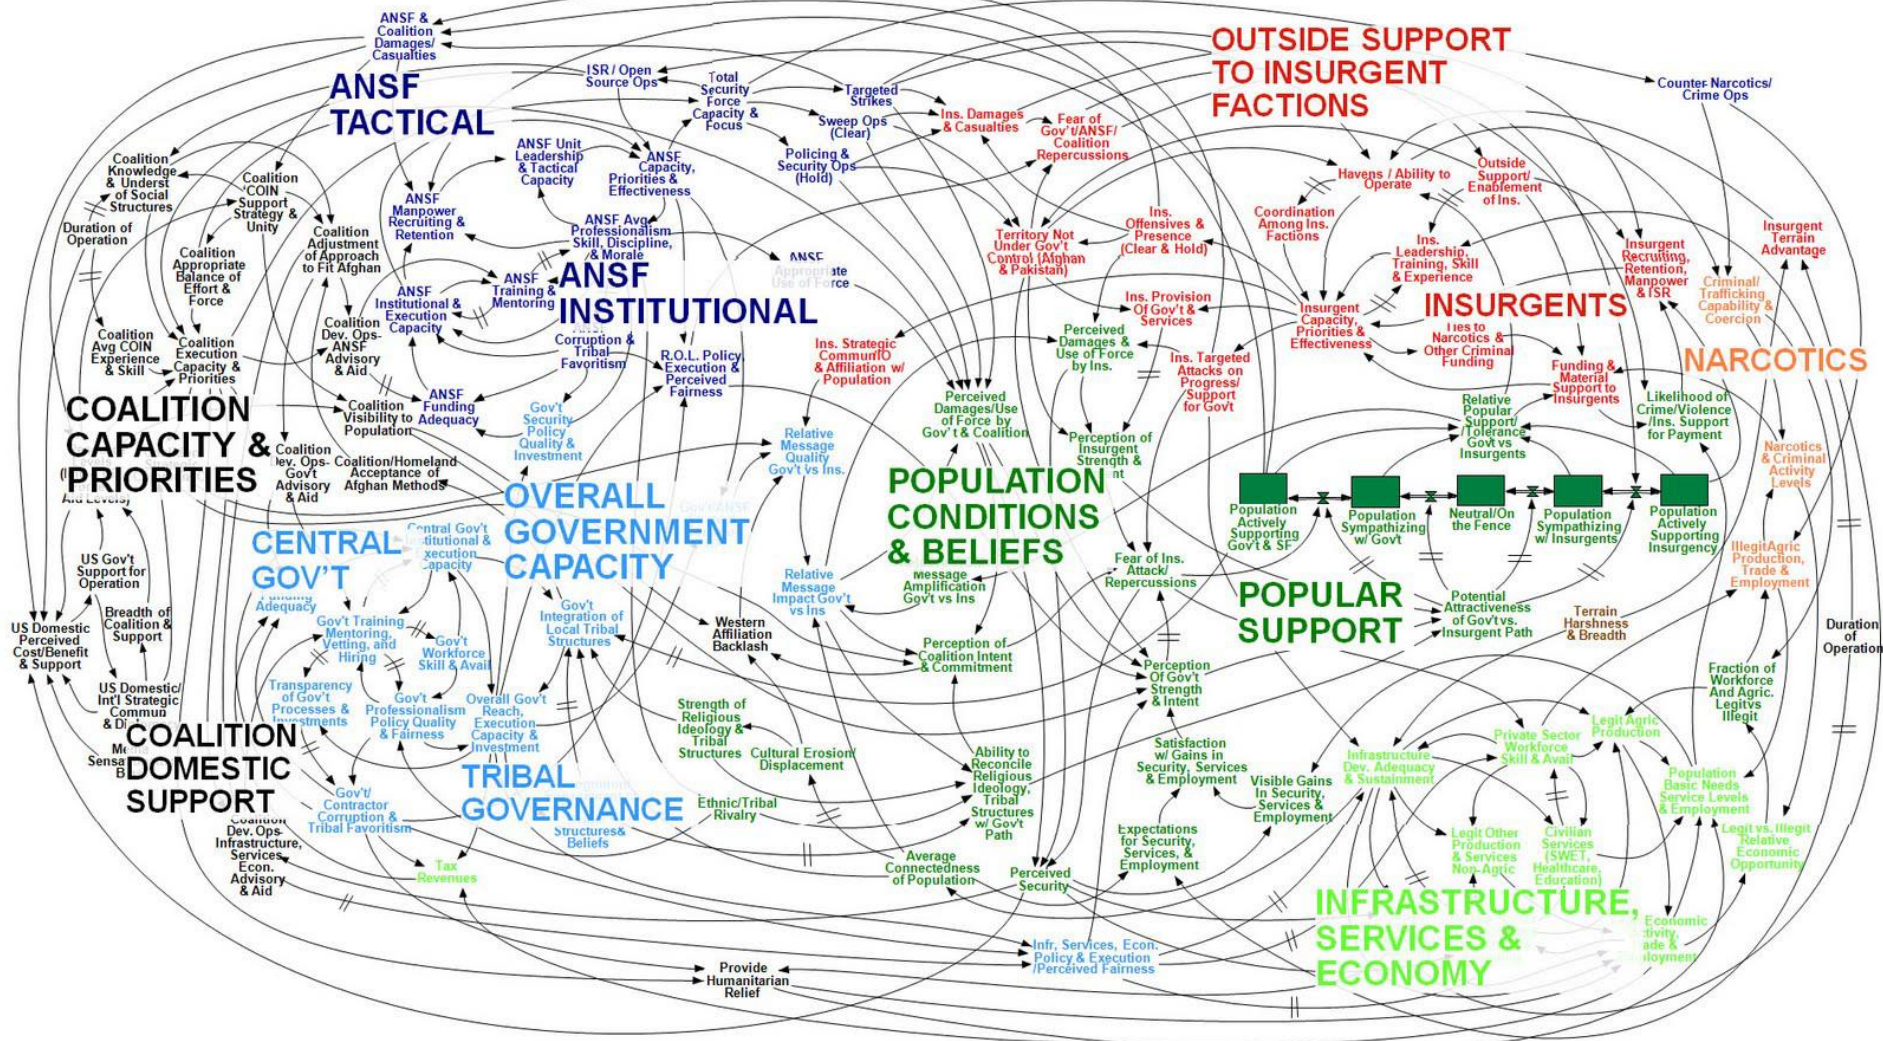 ANSF &
Coalition
Damages/
Casualties
ANSF
TACTICAL
ISR / Open
Source Ops
Total
Security
Force
Capacity &
Focus
Targeted
Strikes
Sweep Ops
(Clear)
Policing &
Security Ops
(Hold)
Ins. Damages
& Casualties
Fear of
Gov't/ANSF/
Coalition
Repercussions
OUTSIDE SUPPORT
TO INSURGENT
FACTIONS
Counter Narcotics/
Crime Ops
Coalition
Knowledge
& Underst
of Social
Structures
Coalition
COIN
Support
Strategy &
Unity
ANSF Unit
Leadership
& Tactical
Capacity
ANSF
Capacity,
Priorities &
Effectiveness
ANSF
Manpower
Recruiting &
Retention
ANSF Avg
Professionalism
Skill, Discipline,
& Morale
Duration of
Operation
Coalition
Adjustment
of Approach
to Fit Afghan
Coalition
Appropriate
Balance of
Effort &
Force
ANSF
Institutional &
Execution
Capacity
ANSF
Training &
Mentoring
ANSF
INSTITUTIONAL
ANSF
Appropriate
Use of Force
Territory Not
Under Gov't
Control (Afghan
& Pakistan)
Ins.
Offensives &
Presence
(Clear & Hold)
Havens / Ability to
Operate
Outside
Support/
Enablement
of Ins.
Coordination
Among Ins.
Factions
Ins.
Leadership,
Training, Skill
& Experience
Insurgent
Recruiting,
Retention,
Manpower
& ISR
Insurgent
Terrain
Advantage
Criminal/
Trafficking
Capability &
Coercion
Ins. Provision
Of Gov't &
Services
Insurgent
Capacity,
Priorities &
Effectiveness
INSURGENTS
Ties to
Narcotics &
Other Criminal
Funding
NARCOTICS
Coalition
Avg COIN
Experience
& Skill
Coalition
Execution
Capacity &
Priorities
Coalition
Dev. Ops-
ANSF
Advisory
& Aid
ANSF
Corruption &
Tribal
Favoritism
R.O.L. Policy,
Execution &
Perceived
Fairness
Ins. Strategic
& Affiliation w/
Population
Perceived
Damages &
Use of Force
by Ins.
Ins. Targeted
Attacks on
Progress/
Support
for Gov't
Funding &
Material
Support to
Insurgents
COALITION
CAPACITY &
PRIORITIES
Coalition
Visibility to
Population
ANSF
Funding
Adequacy
Gov't
Security
Policy
Quality &
Investment
Perceived
Damages/Use
of Force by
Gov't & Coalition
Relative
Popular
Support/
/Tolerance
Gov't vs
Insurgents
Likelihood of
Crime/Violence
/Ins. Support
for Payment
Coalition
Dev. Ops-
Gov't
Advisory
& Aid
Coalition/Homeland
Acceptance of
Afghan Methods
Aid Levels)
Relative
Message
Quality
Gov't vs Ins.
Perception of
Insurgent
Strength &
Narcotics
& Criminal
Activity
Levels
OVERALL
GOVERNMENT
CAPACITY
POPULATION
CONDITIONS
& BELIEFS
Population
Actively
Supporting
Gov't & SF
Population
Sympathizing
w/ Gov't
Neutral/On
the Fence
Population
Sympathizing
w/ Insurgents
Population
Actively
Supporting
Insurgency
CENTRAL
GOV'T
Central Gov't
Institutional &
Execution
Capacity
US Gov't
Support for
Operation
Funding
Adequacy
Relative
Message
Impact Gov't
vs Ins
Message
Amplification
Gov't vs Ins
Fear of Ins.
Attack/
Repercussions
POPULAR
SUPPORT
Potential
Attractiveness
of Gov't vs.
Insurgent Path
Terrain
Harshness
& Breadth
IllegitAgric
Production,
Trade &
Employment
Breadth of
Coalition &
Support
US Domestic
Perceived
Cost/Benefit
& Support
Gov't Training
Mentoring,
Vetting, and
Hiring
Gov't
Workforce
Skill & Avail
Gov't
Integration of
Local Tribal
Structures
Western
Affiliation
Backlash
Perception of
Coalition Intent
& Commitment
Duration
of
Operation
US Domestic/
Int'l Strategic
Commun
Transparency
of Gov't
Processes &
Investments
Gov't
Professionalism
Policy Quality
& Fairness
Overall Gov't
Reach,
Execution
Capacity &
Investment
Strength of
Religious
Ideology &
Tribal
Structures
Cultural Erosion/
Displacement
Perception
Of Gov't
Strength
& Intent
Fraction of
Workforce
And Agric.
Legitvs
Illegit
COALITION
DOMESTIC
SUPPORT
Ability to
Reconcile
Religious
Ideology,
Tribal
Structures
w/ Gov't
Path
Satisfaction
w/ Gains in
Security, Services
& Employment
Visible Gains
In Security,
Services &
Employment
Infrastructure
Dev. Adequacy
& Sustainment
Private Sector
Workforce
Skill & Avail
Legit Agric
Production
Population
Basic Needs
Service Levels
& Employment
TRIBAL
GOVERNANCE
Gov't/
Contractor
Corruption &
Tribal Favoritism
Structures&
Beliefs
Ethnic/Tribal
Rivalry
Coalition
Dev. Ops-
Infrastructure,
Services,
Econ.
Advisory
& Aid
Tax
Revenues
Average
Connectedness
of Population
Perceived
Security
Expectations
for Security,
Services, &
Employment
Legit Other
Production
& Services
Non-Agric
Civilian
Services
(SWET,
Healthcare,
Education)
Legit vs. Illegit
Relative
Economic
Opportunity
INFRASTRUCTURE,
SERVICES &
ECONOMY
Economic
Infr, Services, Econ.
Policy & Execution
/Perceived Fairness
Provide
Humanitarian
Relief